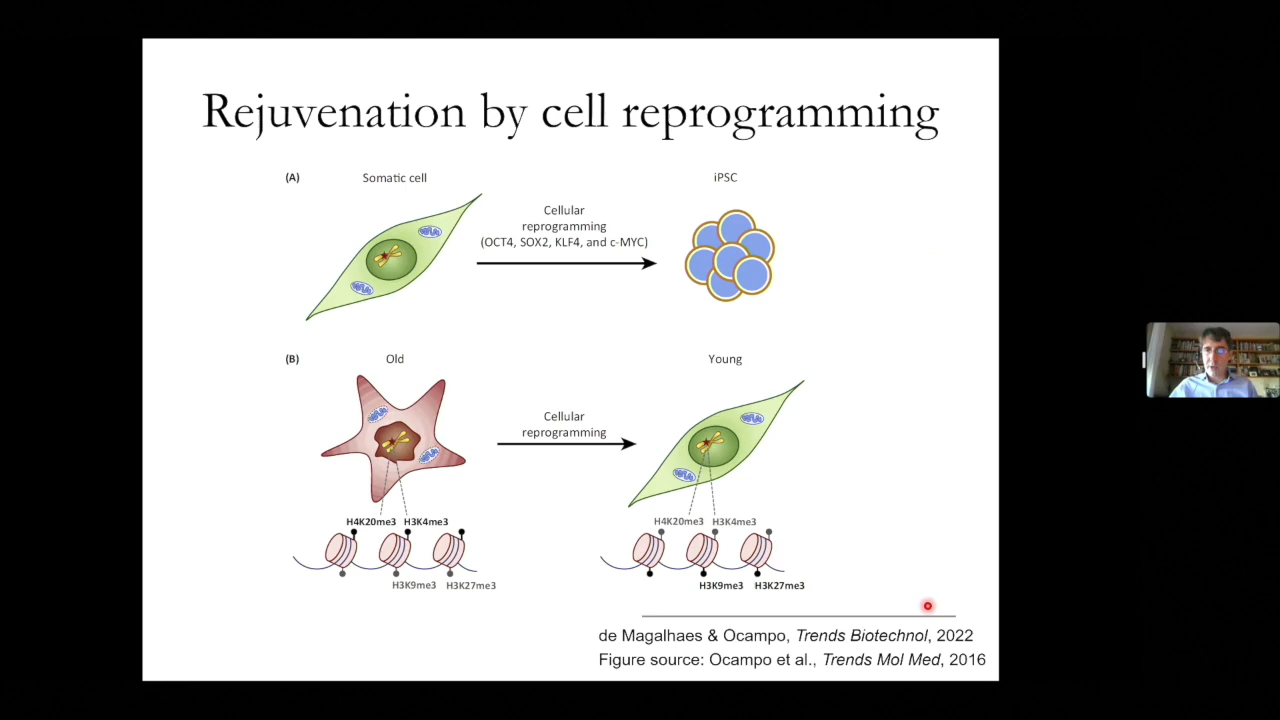 Rejuvenation by cell reprogramming
(A)
Somatic cell
iPSC
Cellular
reprogramming
(OCT4, SOX2, KLF4, and c-MYC)
(B)
Old
Young
Cellular
reprogramming
H4K20me3 H3K4me3
H3K9me3 H3K27me3
H4K20me3 H3K4me3
H3K9me3 H3K27me3
de Magalhaes & Ocampo, Trends Biotechnol, 2022
Figure source: Ocampo et al., Trends Mol Med, 2016